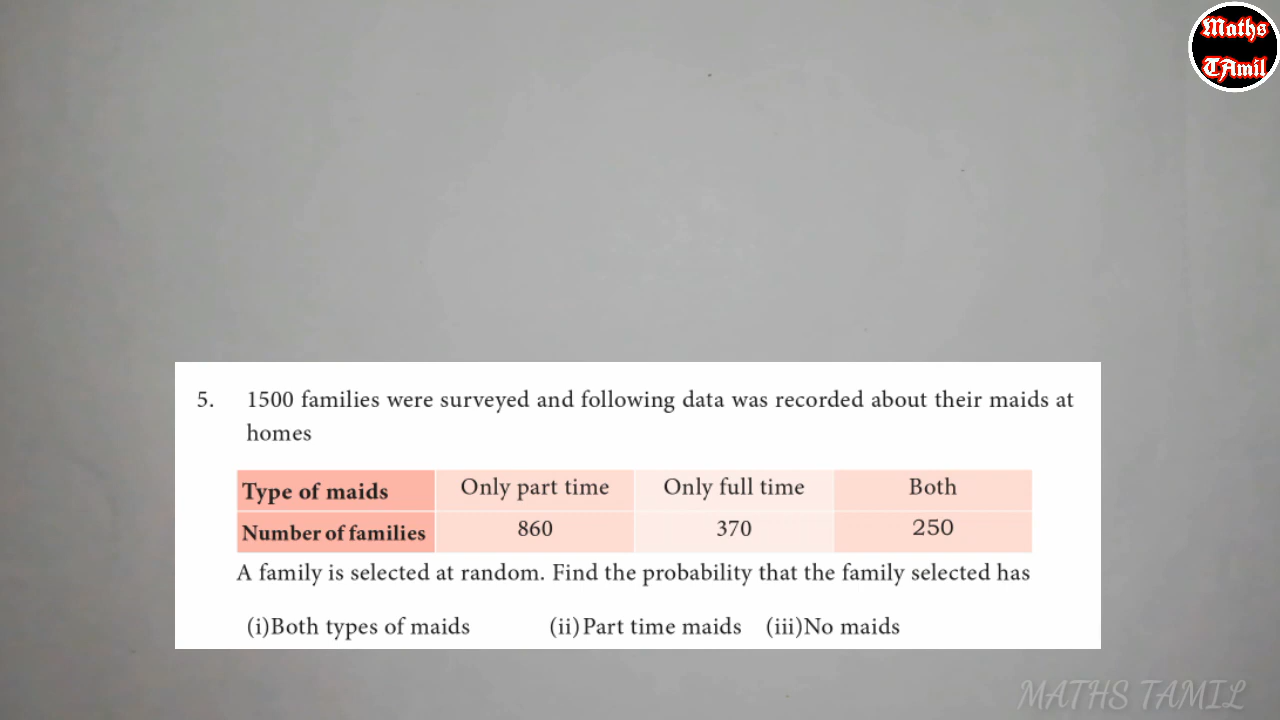 Maths
TAmil
5. 1500 families were surveyed and following data was recorded about their maids at
homes
Type of maids Only part time Only full time Both
Number of families 860 370 250
A family is selected at random. Find the probability that the family selected has
(i)Both types of maids (ii)Part time maids (iii)No maids
MATHS TAMIL